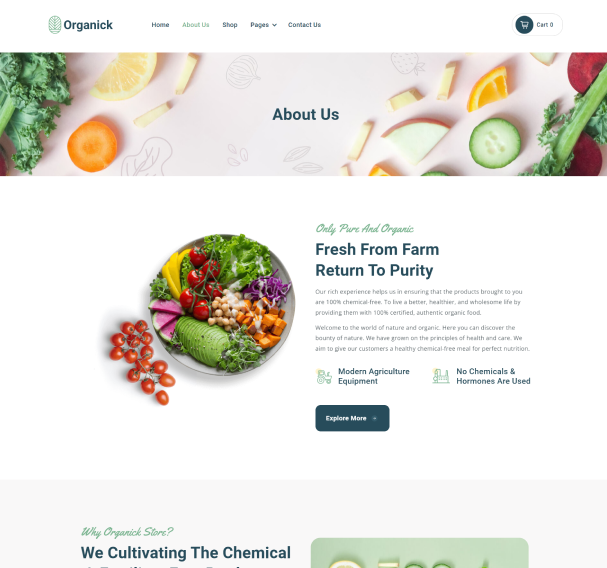 Organick
Home About Us Shop Pages Contact Us
Cart 0
About Us
Only Pure And Organic
Fresh From Farm
Return To Purity
Our rich experience helps us in ensuring that the products brought to you
are 100% chemical-free. To live a better, healthier, and wholesome life by
providing them with 100% certified, authentic organic food.
Welcome to the world of nature and organic. Here you can discover the
bounty of nature. We have grown on the principles of health and care. We
aim to give our customers a healthy chemical-free meal for perfect nutrition.
Modern Agriculture
Equipment
No Chemicals &
Hormones Are Used
Explore More
Why Organick Store?
We Cultivating The Chemical